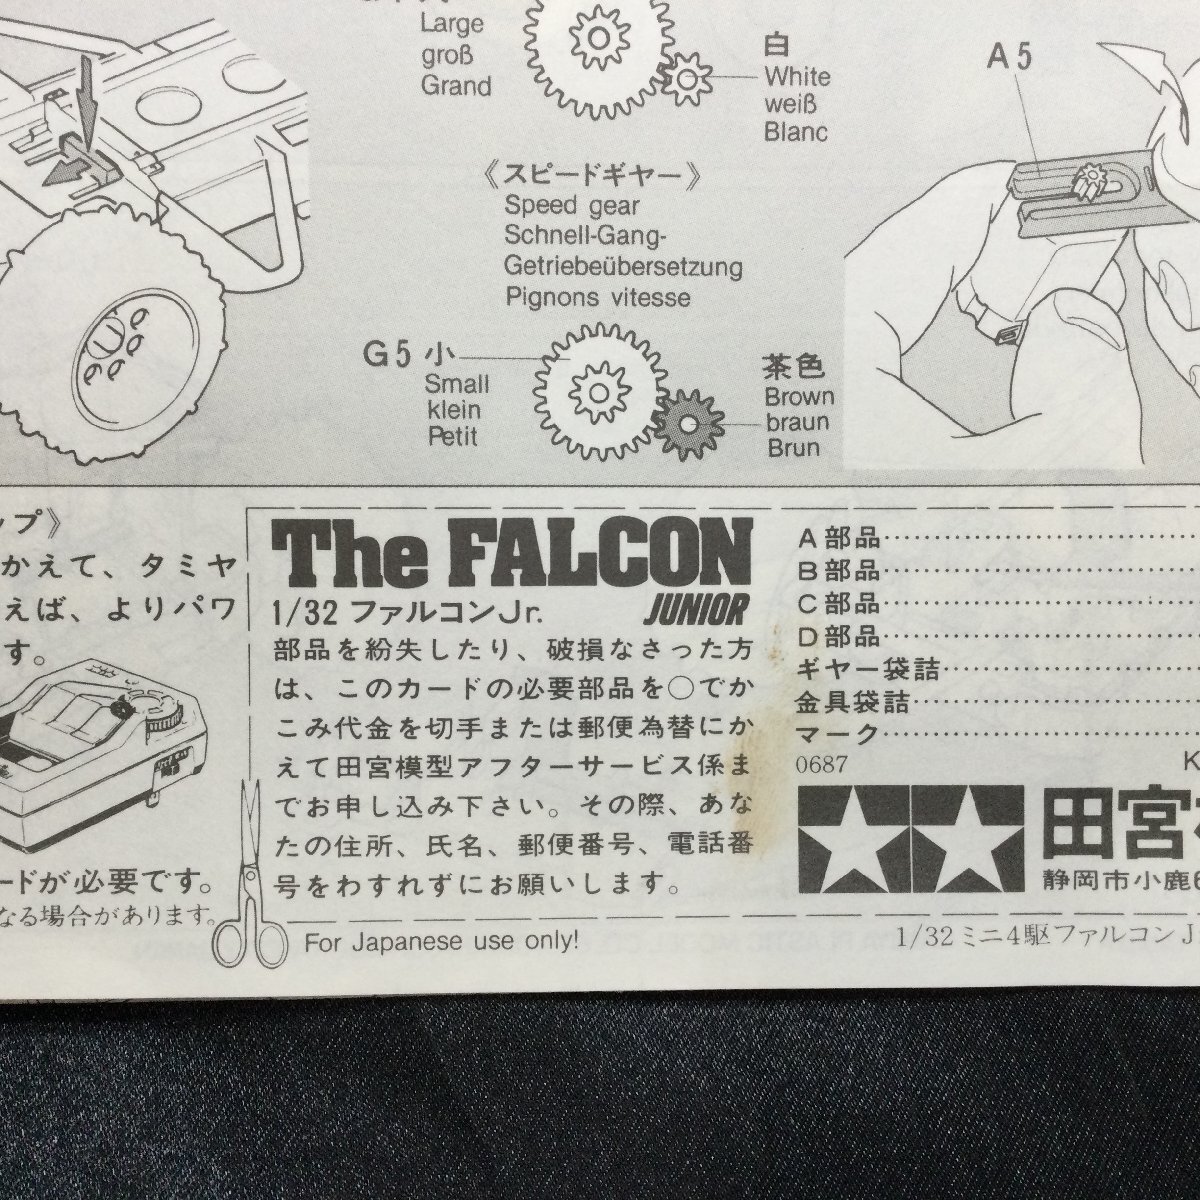 Large
groß
Grand
白
White
weiß
Blanc
A5
《スピードギヤー》
Speed gear
Schnell-Gang-
Getriebeübersetzung
Pignons vitesse
G5 小
Small
klein
Petit
茶色
Brown
braun
Brun
ップ》
かえて、タミヤ
えば、よりパワ
す。
ードが必要です。
なる場合があります。
The FALCON
JUNIOR
1/32 ファルコンJr.
部品を紛失したり、破損なさった方
は、このカードの必要部品を○でか
こみ代金を切手または郵便為替にか
えて田宮模型アフターサービス係ま
でお申し込み下さい。その際、あな
たの住所、氏名、郵便番号、電話番
号をわすれずにお願いします。
For Japanese use only!
A部品
B部品
C部品
D部品
ギヤー袋詰
金具袋詰
マーク
0687
K
田宮
静岡市小鹿6
1/32 ミニ4駆ファルコン J